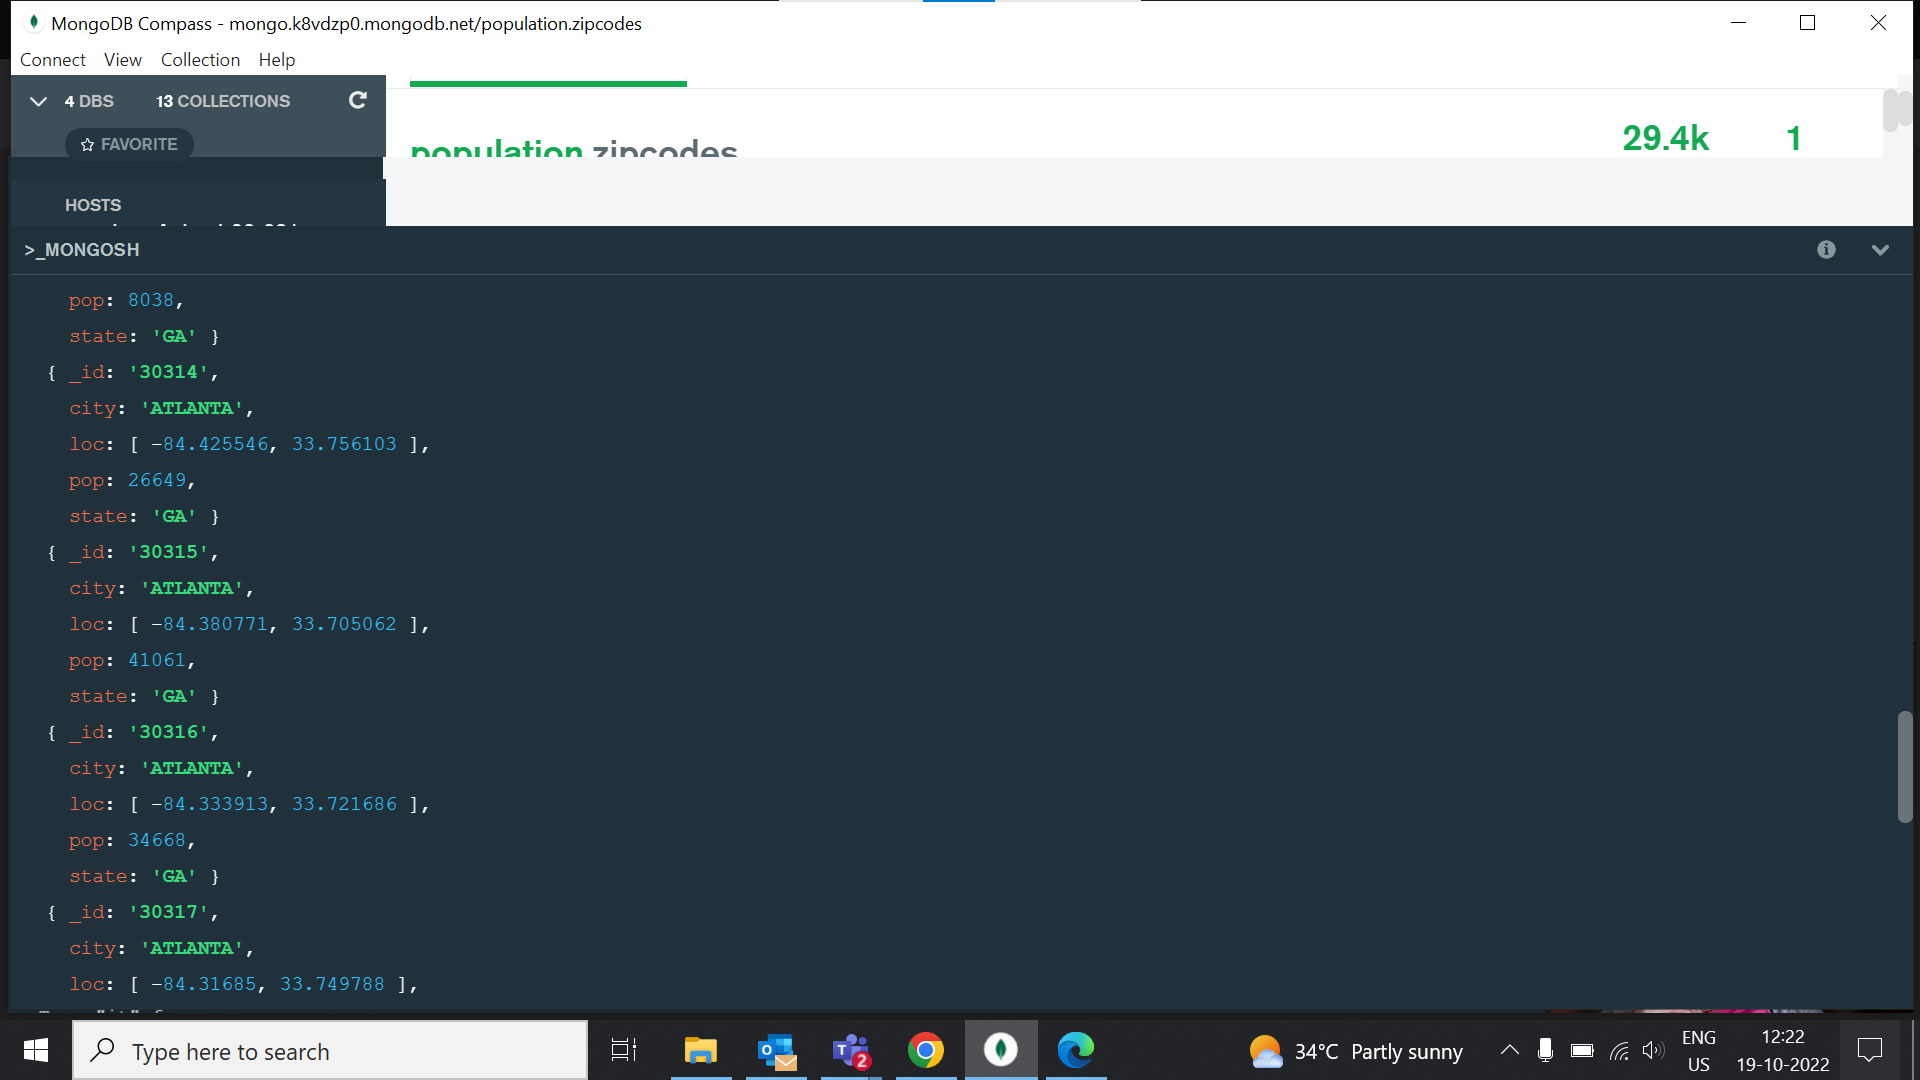 MongoDB Compass - mongo.k8vdzp0.mongodb.net/population.zipcodes
Connect View Collection Help
4 DBS 13 COLLECTIONS
FAVORITE
population.zipcodes
29.4k 1
HOSTS
>_MONGOSH
pop: 8038,
state: 'GA' }
{ _id: '30314',
city: 'ATLANTA',
loc: [ -84.425546, 33.756103 ],
pop: 26649,
state: 'GA' }
{ _id: '30315',
city: 'ATLANTA',
loc: [ -84.380771, 33.705062 ],
pop: 41061,
state: 'GA' }
{ _id: '30316',
city: 'ATLANTA',
loc: [ -84.333913, 33.721686 ],
pop: 34668,
state: 'GA' }
{ _id: '30317',
city: 'ATLANTA',
loc: [ -84.31685, 33.749788 ],
Type here to search
2
34°C Partly sunny
ENG
US
12:22
19-10-2022